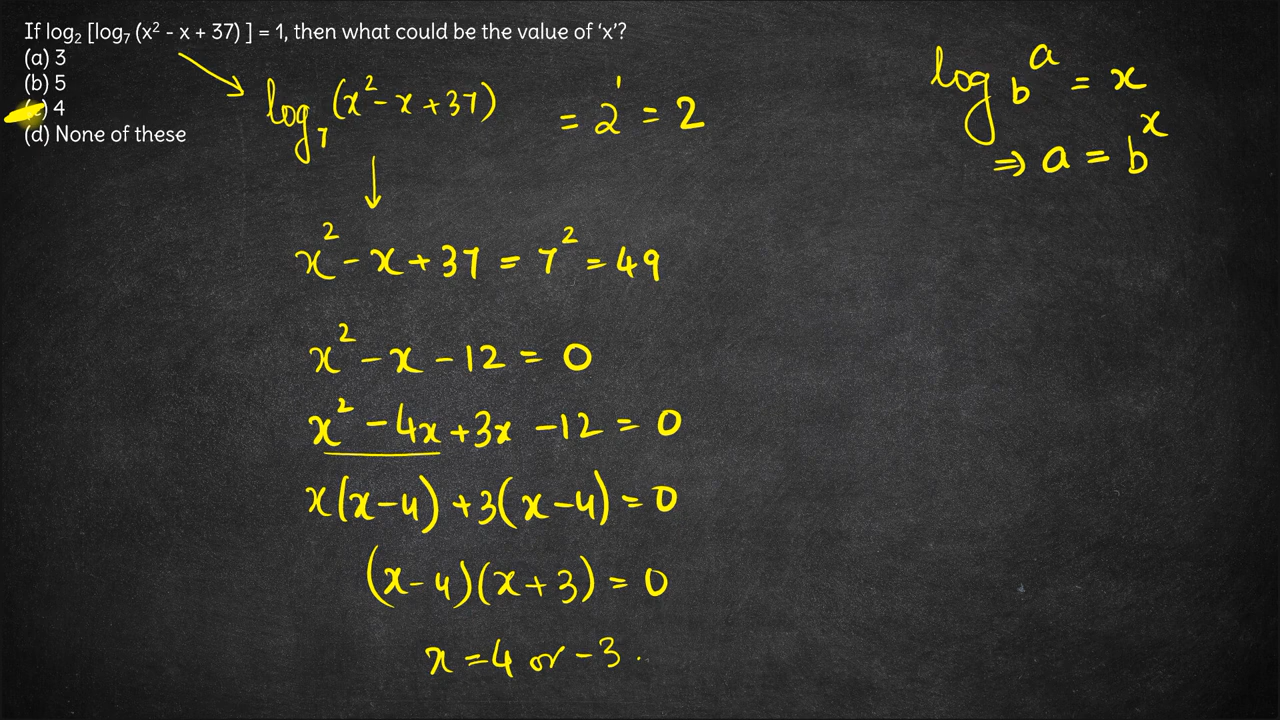 If log₂ [log₇ (x² - x + 37) ] = 1, then what could be the value of ‘x’?
(a) 3
(b) 5
(c) 4
(d) None of these
log₇ (x² - x + 37) = 2¹ = 2
log_b a = x
⇒ a = bˣ
x² - x + 37 = 7² = 49
x² - x - 12 = 0
x² - 4x + 3x - 12 = 0
x(x-4) + 3(x-4) = 0
(x-4)(x+3) = 0
x = 4 or -3.